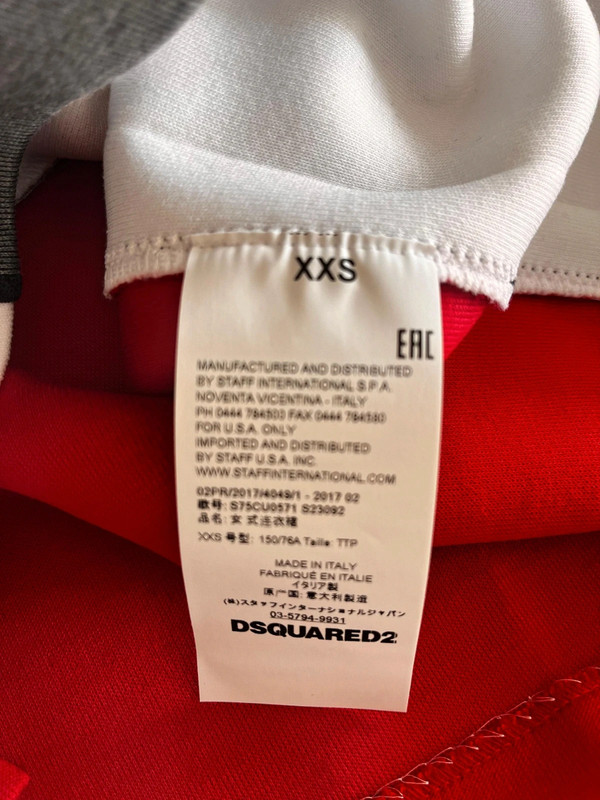 XXS
EAC
MANUFACTURED AND DISTRIBUTED
BY STAFF INTERNATIONAL S.P.A.
NOVENTA VICENTINA - ITALY
PH 0444 784500 FAX 0444 784580
FOR U.S.A. ONLY
IMPORTED AND DISTRIBUTED
BY STAFF U.S.A. INC.
WWW.STAFFINTERNATIONAL.COM
02PR/2017/4049/1 - 2017 02
款号: S75CU0571 S23092
品名: 女式连衣裙
XXS 号型: 150/76A Taille: TTP
MADE IN ITALY
FABRIQUÉ EN ITALIE
イタリア製
原产国: 意大利製造
(株)スタッフインターナショナルジャパン
03-5794-9931
DSQUARED2